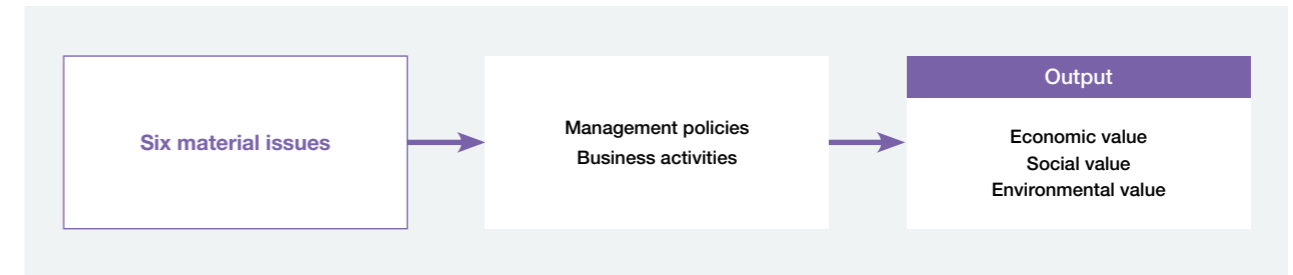 Six material issues
Management policies
Business activities
Output
Economic value
Social value
Environmental value